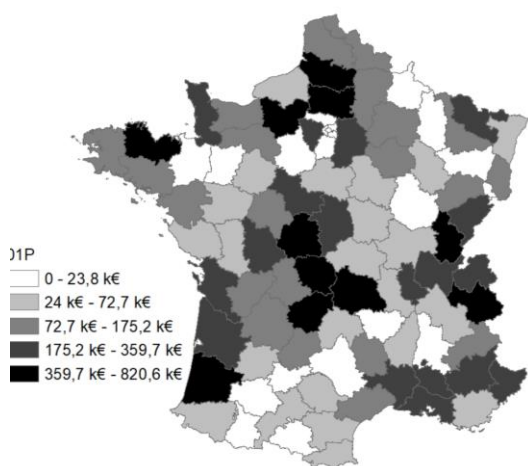 01P
0 - 23,8 k€
24 k€ - 72,7 k€
72,7 k€ - 175,2 k€
175,2 k€ - 359,7 k€
359,7 k€ - 820,6 k€